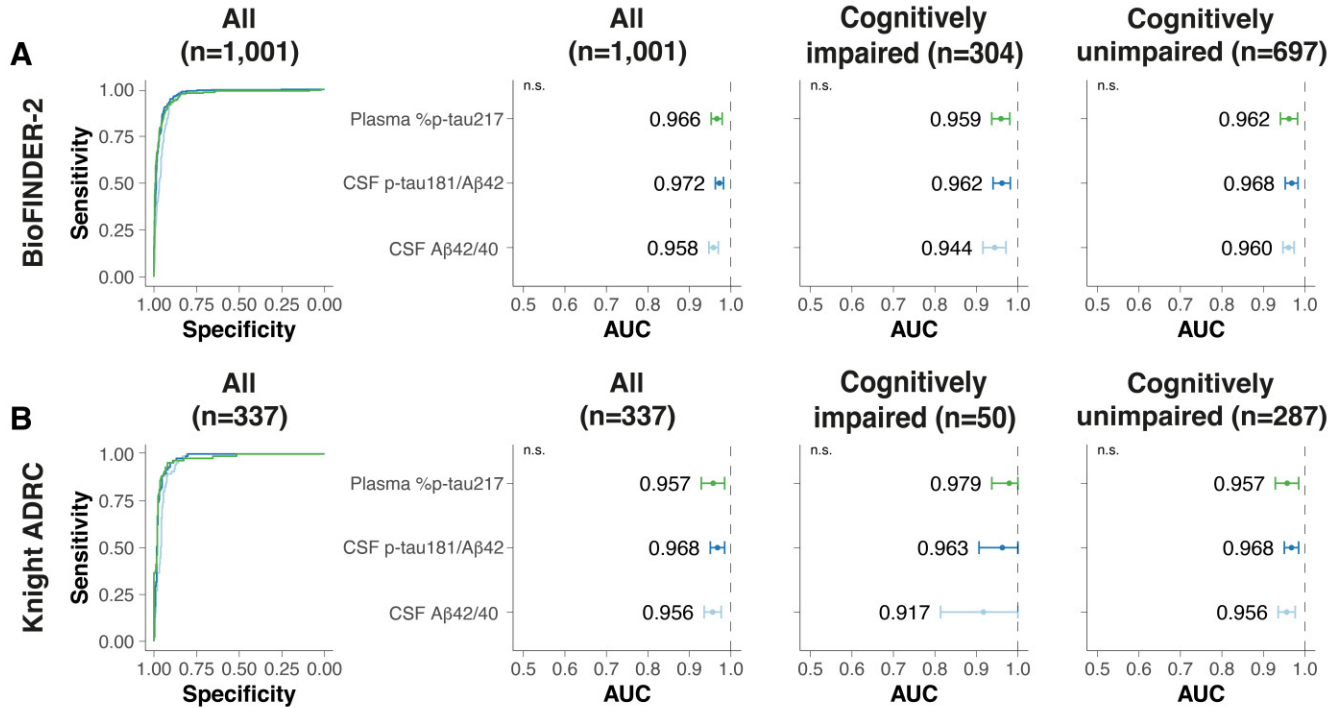 A
BioFINDER-2
All
(n=1,001)
1.00
0.75
0.50
0.25
0.00
Sensitivity
1.00 0.75 0.50 0.25 0.00
Specificity
All
(n=1,001)
n.s.
Plasma %p-tau217
0.966
CSF p-tau181/Aβ42
0.972
CSF Aβ42/40
0.958
0.5 0.6 0.7 0.8 0.9 1.0
AUC
Cognitively
impaired (n=304)
n.s.
0.959
0.962
0.944
0.5 0.6 0.7 0.8 0.9 1.0
AUC
Cognitively
unimpaired (n=697)
n.s.
0.962
0.968
0.960
0.5 0.6 0.7 0.8 0.9 1.0
AUC
B
Knight ADRC
All
(n=337)
1.00
0.75
0.50
0.25
0.00
Sensitivity
1.00 0.75 0.50 0.25 0.00
Specificity
All
(n=337)
n.s.
Plasma %p-tau217
0.957
CSF p-tau181/Aβ42
0.968
CSF Aβ42/40
0.956
0.5 0.6 0.7 0.8 0.9 1.0
AUC
Cognitively
impaired (n=50)
n.s.
0.979
0.963
0.917
0.5 0.6 0.7 0.8 0.9 1.0
AUC
Cognitively
unimpaired (n=287)
n.s.
0.957
0.968
0.956
0.5 0.6 0.7 0.8 0.9 1.0
AUC